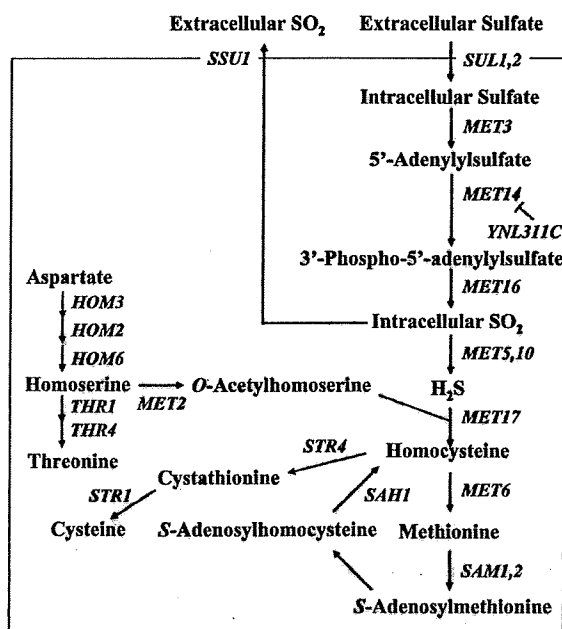 Extracellular SO2 Extracellular Sulfate
SSU1 SUL1,2
Intracellular Sulfate
MET3
5'-Adenylylsulfate
MET14
YNL311C
3'-Phospho-5'-adenylylsulfate
Aspartate MET16
HOM3 Intracellular SO2
HOM2 MET5,10
HOM6
Homoserine O-Acetylhomoserine H2S
THR1 MET2 MET17
THR4
Threonine STR4 Homocysteine
Cystathionine
STR1 SAH1 MET6
Cysteine S-Adenosylhomocysteine Methionine
SAM1,2
S-Adenosylmethionine